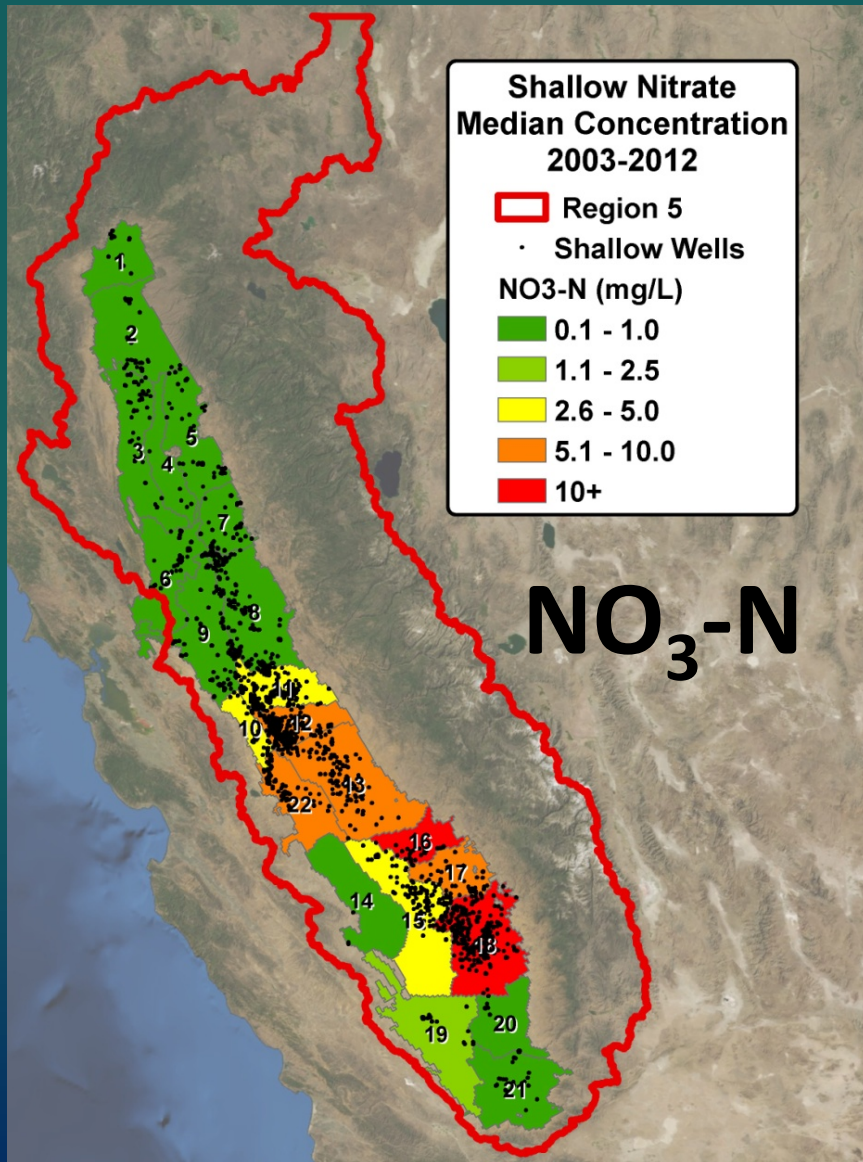 Shallow Nitrate
Median Concentration
2003-2012
Region 5
Shallow Wells
NO3-N (mg/L)
0.1 - 1.0
1.1 - 2.5
2.6 - 5.0
5.1 - 10.0
10+
NO₃-N
1
2
3
4
5
6
7
8
9
10
11
12
13
22
14
15
16
17
18
19
20
21